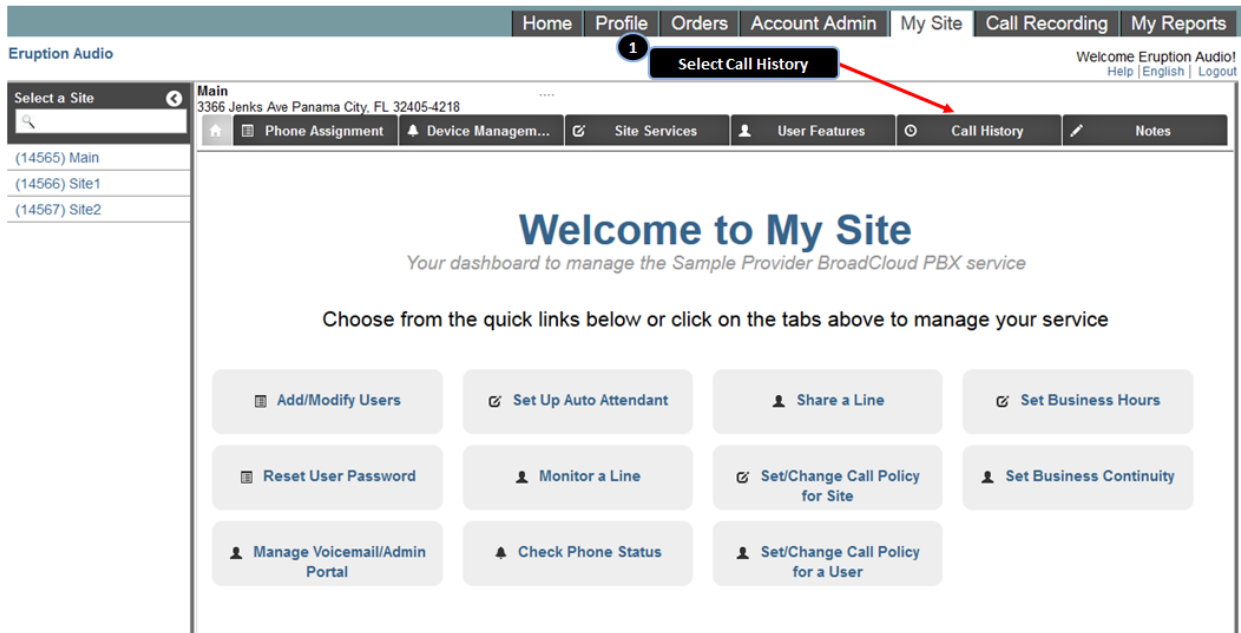 Home Profile Orders Account Admin My Site Call Recording My Reports
Eruption Audio
1
Select Call History
Welcome Eruption Audio!
Help | English | Logout
Select a Site
Main
....
3366 Jenks Ave Panama City, FL 32405-4218
Phone Assignment Device Managem... Site Services User Features Call History Notes
(14565) Main
(14566) Site1
(14567) Site2
Welcome to My Site
Your dashboard to manage the Sample Provider BroadCloud PBX service
Choose from the quick links below or click on the tabs above to manage your service
Add/Modify Users Set Up Auto Attendant Share a Line Set Business Hours
Reset User Password Monitor a Line Set/Change Call Policy Set Business Continuity
for Site
Manage Voicemail/Admin Check Phone Status Set/Change Call Policy
Portal for a User